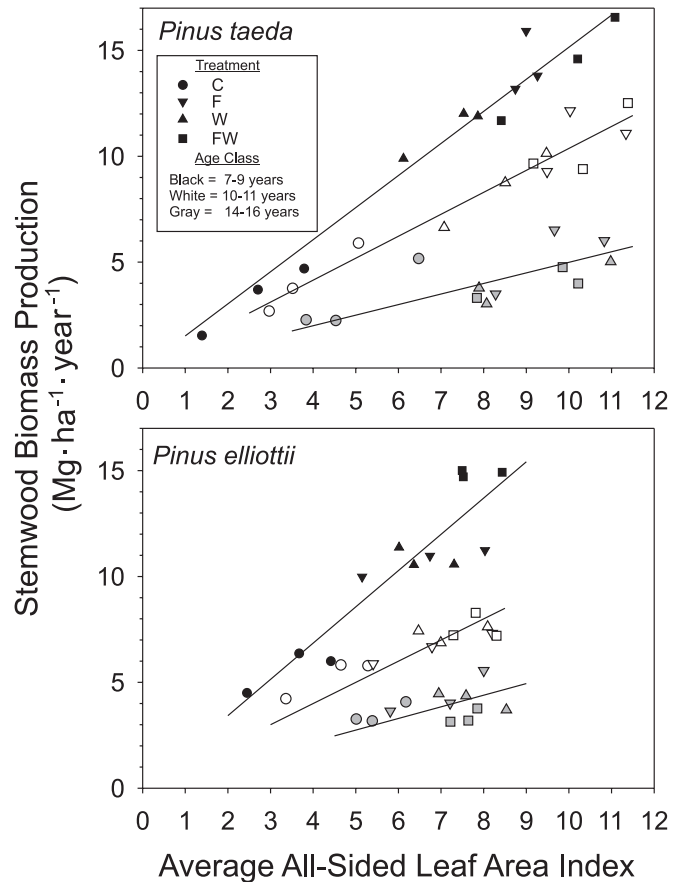 Stemwood Biomass Production
(Mg·ha⁻¹·year⁻¹)
Pinus taeda
Treatment
C
F
W
FW
Age Class
Black = 7-9 years
White = 10-11 years
Gray = 14-16 years
15
10
5
0
0 1 2 3 4 5 6 7 8 9 10 11 12
Pinus elliottii
15
10
5
0
0 1 2 3 4 5 6 7 8 9 10 11 12
Average All-Sided Leaf Area Index